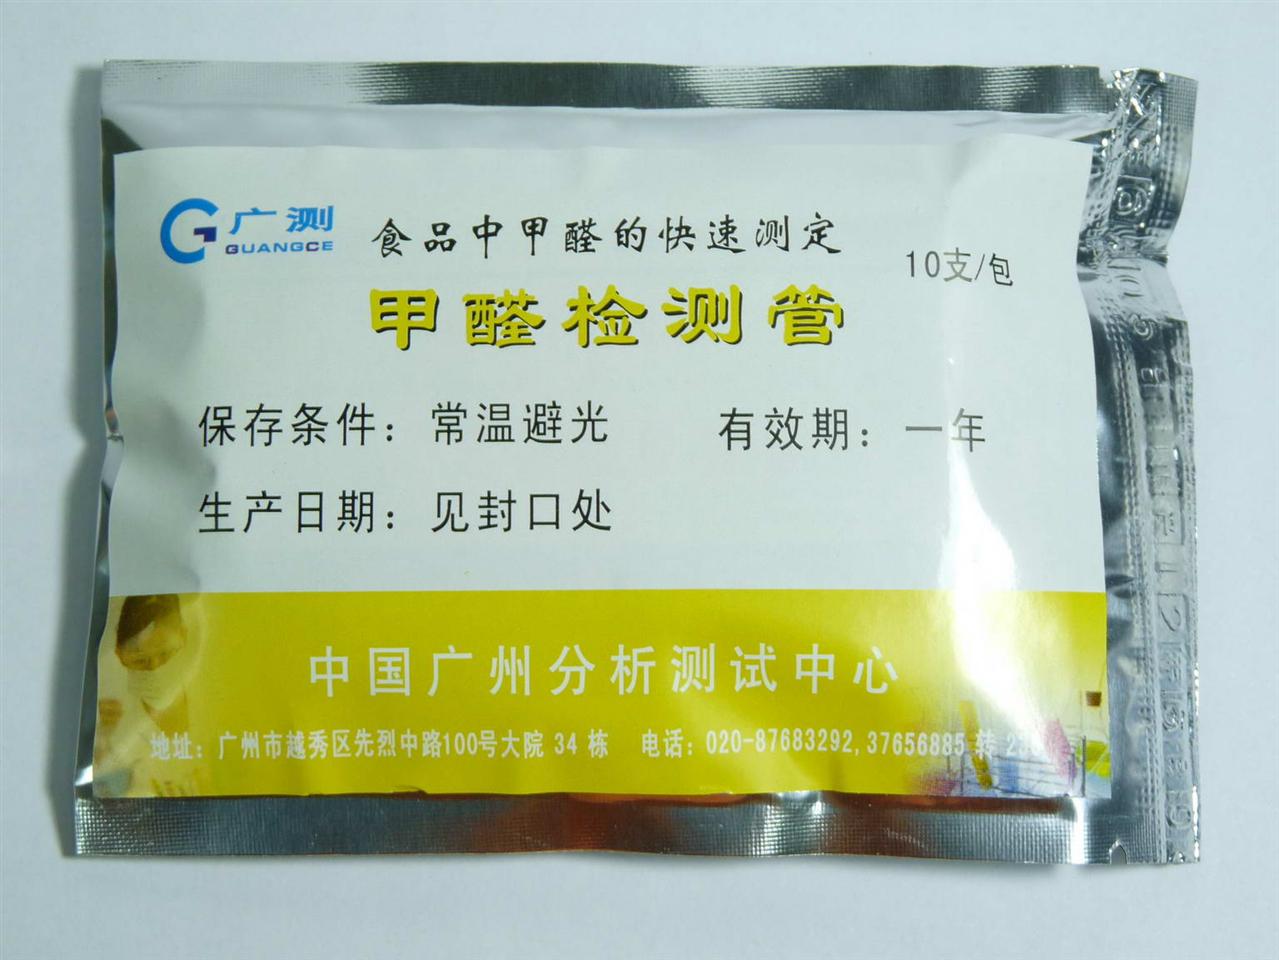 广测
GUANGCE
食品中甲醛的快速测定
10支/包
甲醛检测管
保存条件：常温避光
有效期：一年
生产日期：见封口处
中国广州分析测试中心
地址：广州市越秀区先烈中路100号大院 34 栋 电话：020-87683292,37656885 转